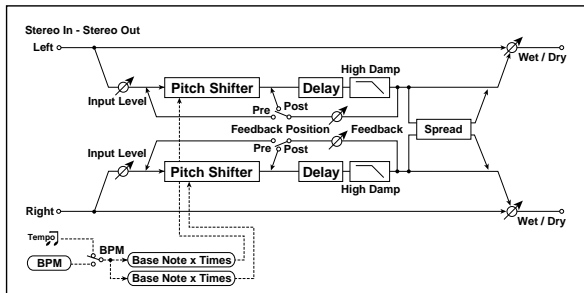 Stereo In - Stereo Out
Left
Wet / Dry
High Damp
Pitch Shifter
Delay
Input Level
Post
Pre
Feedback Position
Feedback
Spread
Input Level
Pre
Post
Pitch Shifter
Delay
High Damp
Right
Wet / Dry
Tempo
BPM
BPM
Base Note x Times
Base Note x Times